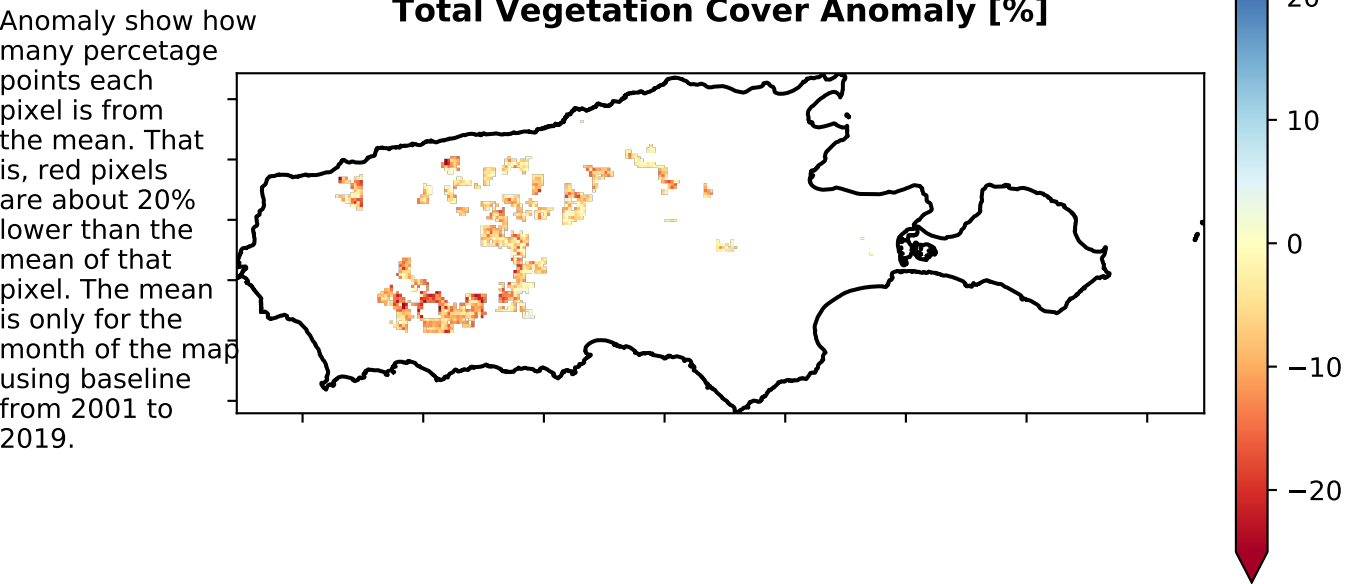 Total Vegetation Cover Anomaly [%]
Anomaly show how
many percetage
points each
pixel is from
the mean. That
is, red pixels
are about 20%
lower than the
mean of that
pixel. The mean
is only for the
month of the map
using baseline
from 2001 to
2019.
20
10
0
−10
−20